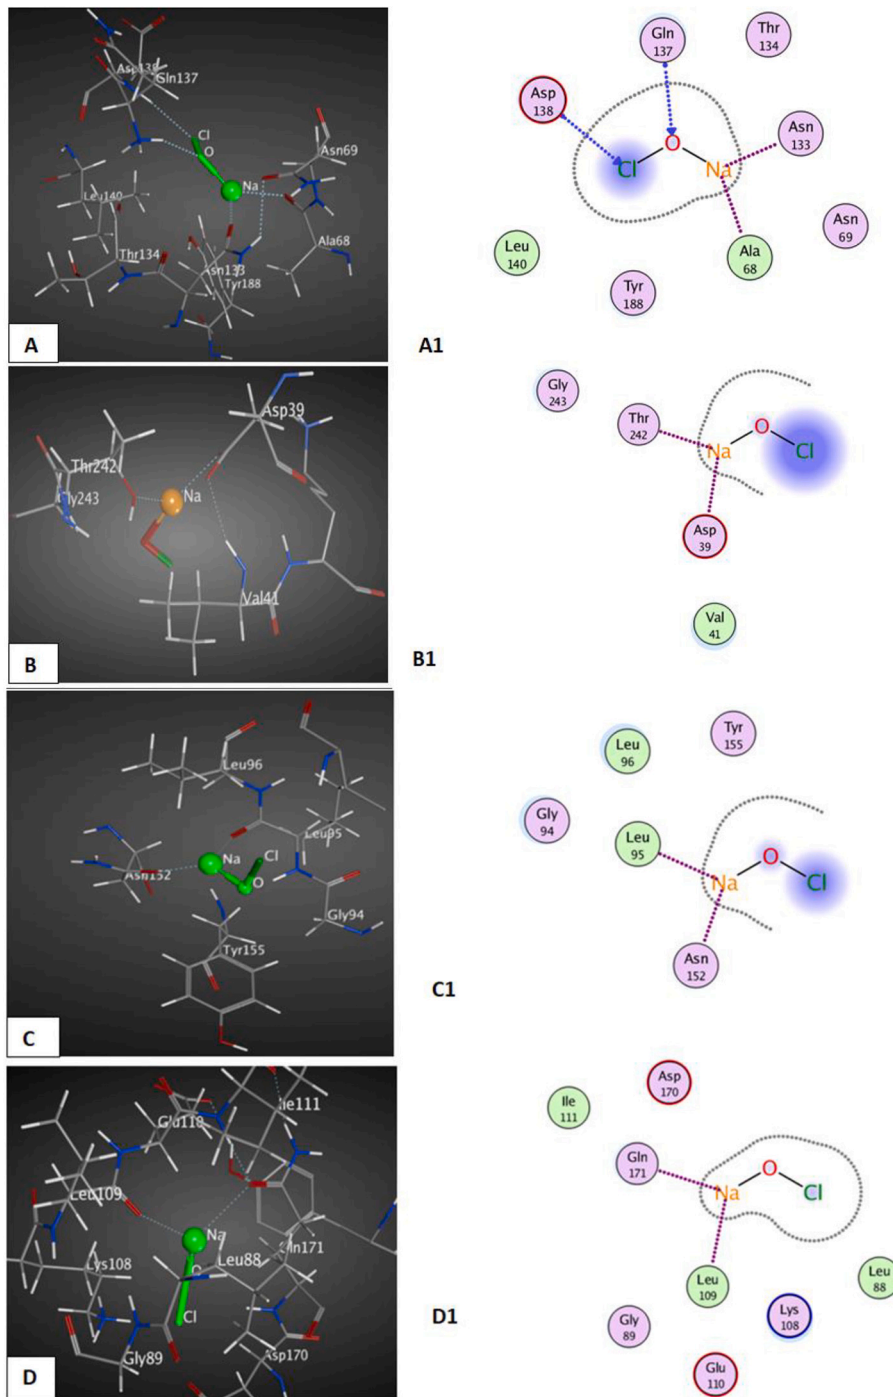 Asp138
Gln137
Cl
O
Asn69
Na
Leu140
Ala68
Thr134
Asn133
Tyr188
A
Gln
137
Thr
134
Asp
138
O
Asn
133
Cl
Na
Leu
140
Ala
68
Asn
69
Tyr
188
A1
Asp39
Thr242
Na
Gly243
Val41
B
Gly
243
Thr
242
O
Na
Cl
Asp
39
Val
41
B1
Leu96
Cl
Leu95
Na
Asn152
O
Gly94
Tyr155
C
Leu
96
Tyr
155
Gly
94
Leu
95
O
Na
Cl
Asn
152
C1
Ile111
Leu109
Na
Leu88
Gln171
Lys108
O
Cl
Gly89
Asp170
D
Asp
170
Ile
111
Gln
171
O
Na
Cl
Leu
109
Leu
88
Gly
89
Lys
108
Glu
110
D1